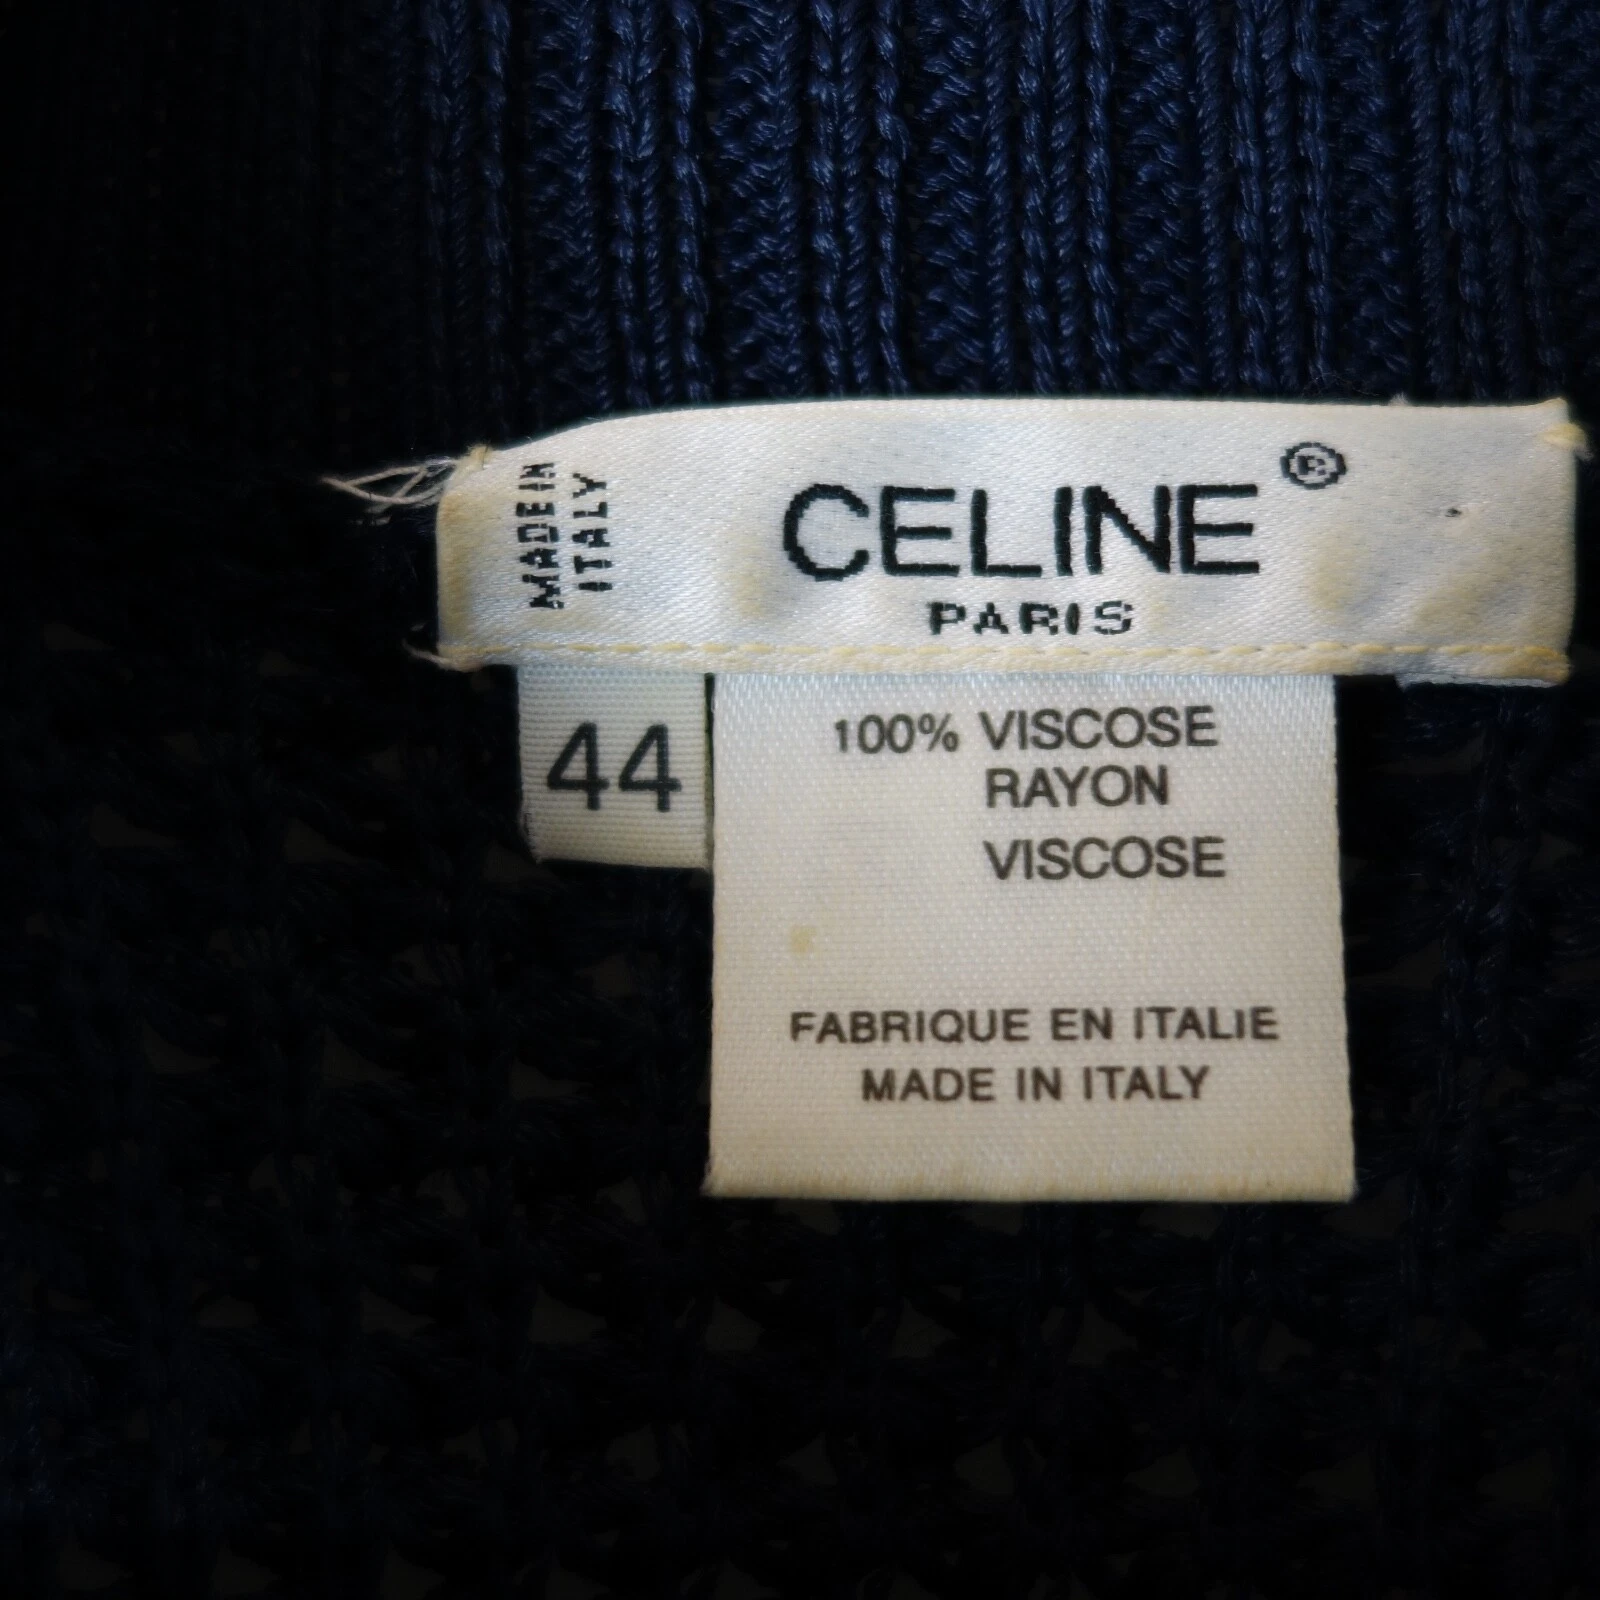 MADE IN
ITALY
CELINE®
PARIS
44
100% VISCOSE
RAYON
VISCOSE
FABRIQUE EN ITALIE
MADE IN ITALY